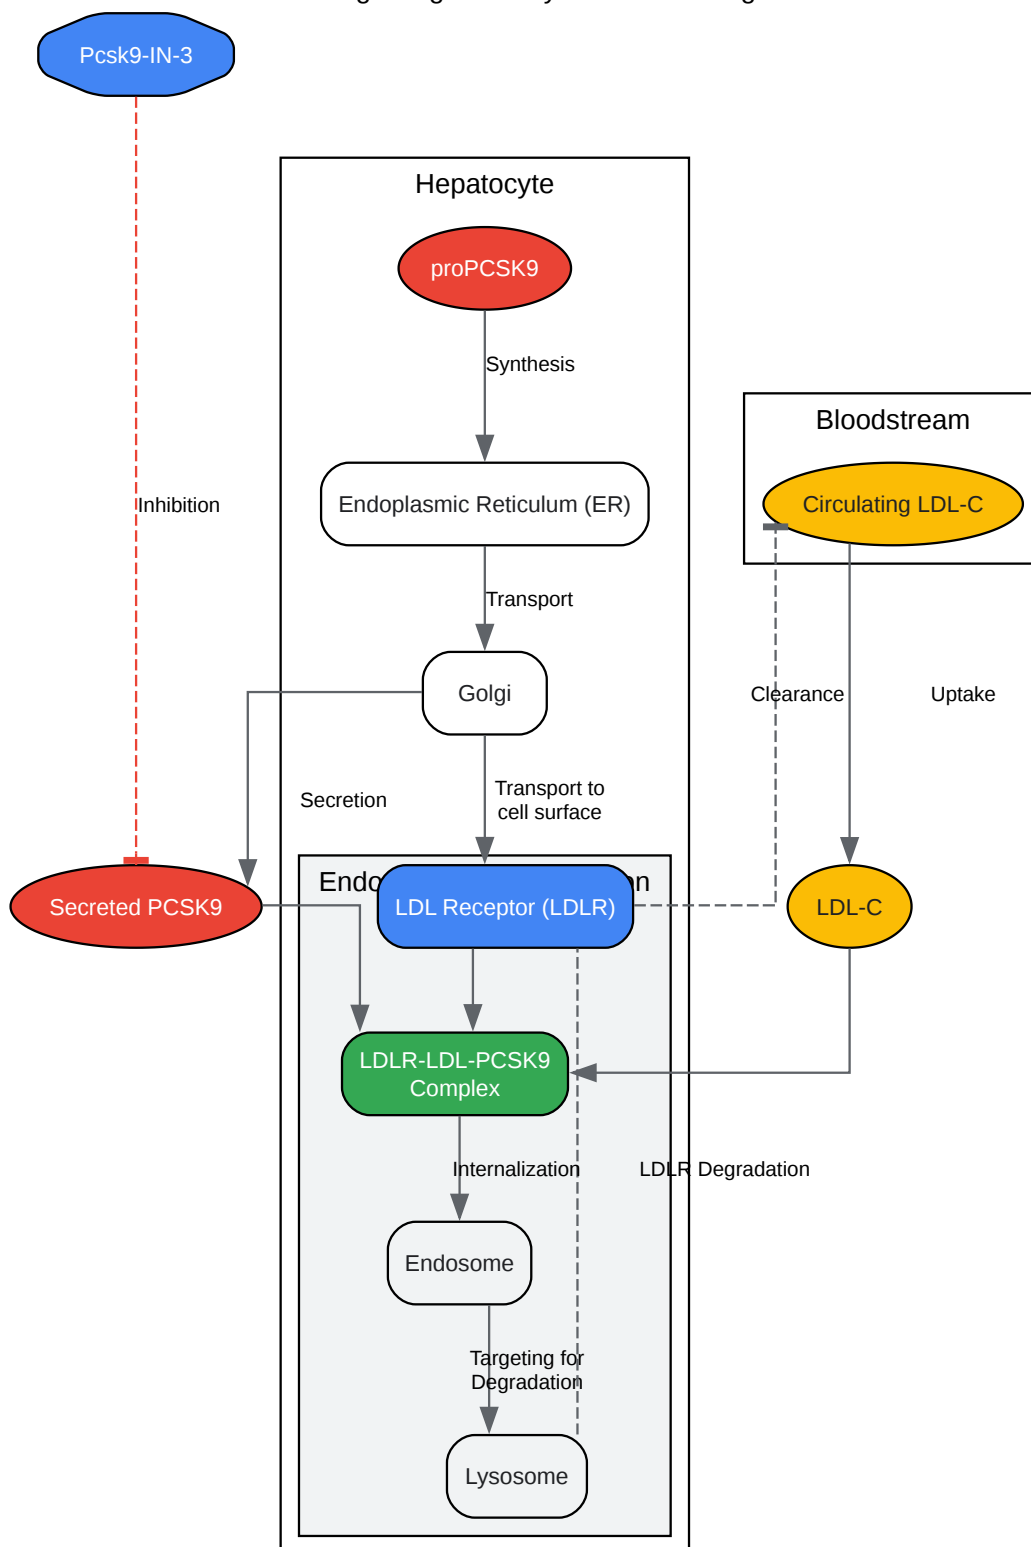 Pcsk9-IN-3
Hepatocyte
proPCSK9
Synthesis
Bloodstream
Endoplasmic Reticulum (ER)
Circulating LDL-C
Inhibition
Transport
Golgi
Clearance
Uptake
Secretion
Transport to
cell surface
Secreted PCSK9
LDL Receptor (LDLR)
LDL-C
LDLR-LDL-PCSK9
Complex
Internalization
LDLR Degradation
Endosome
Targeting for
Degradation
Lysosome